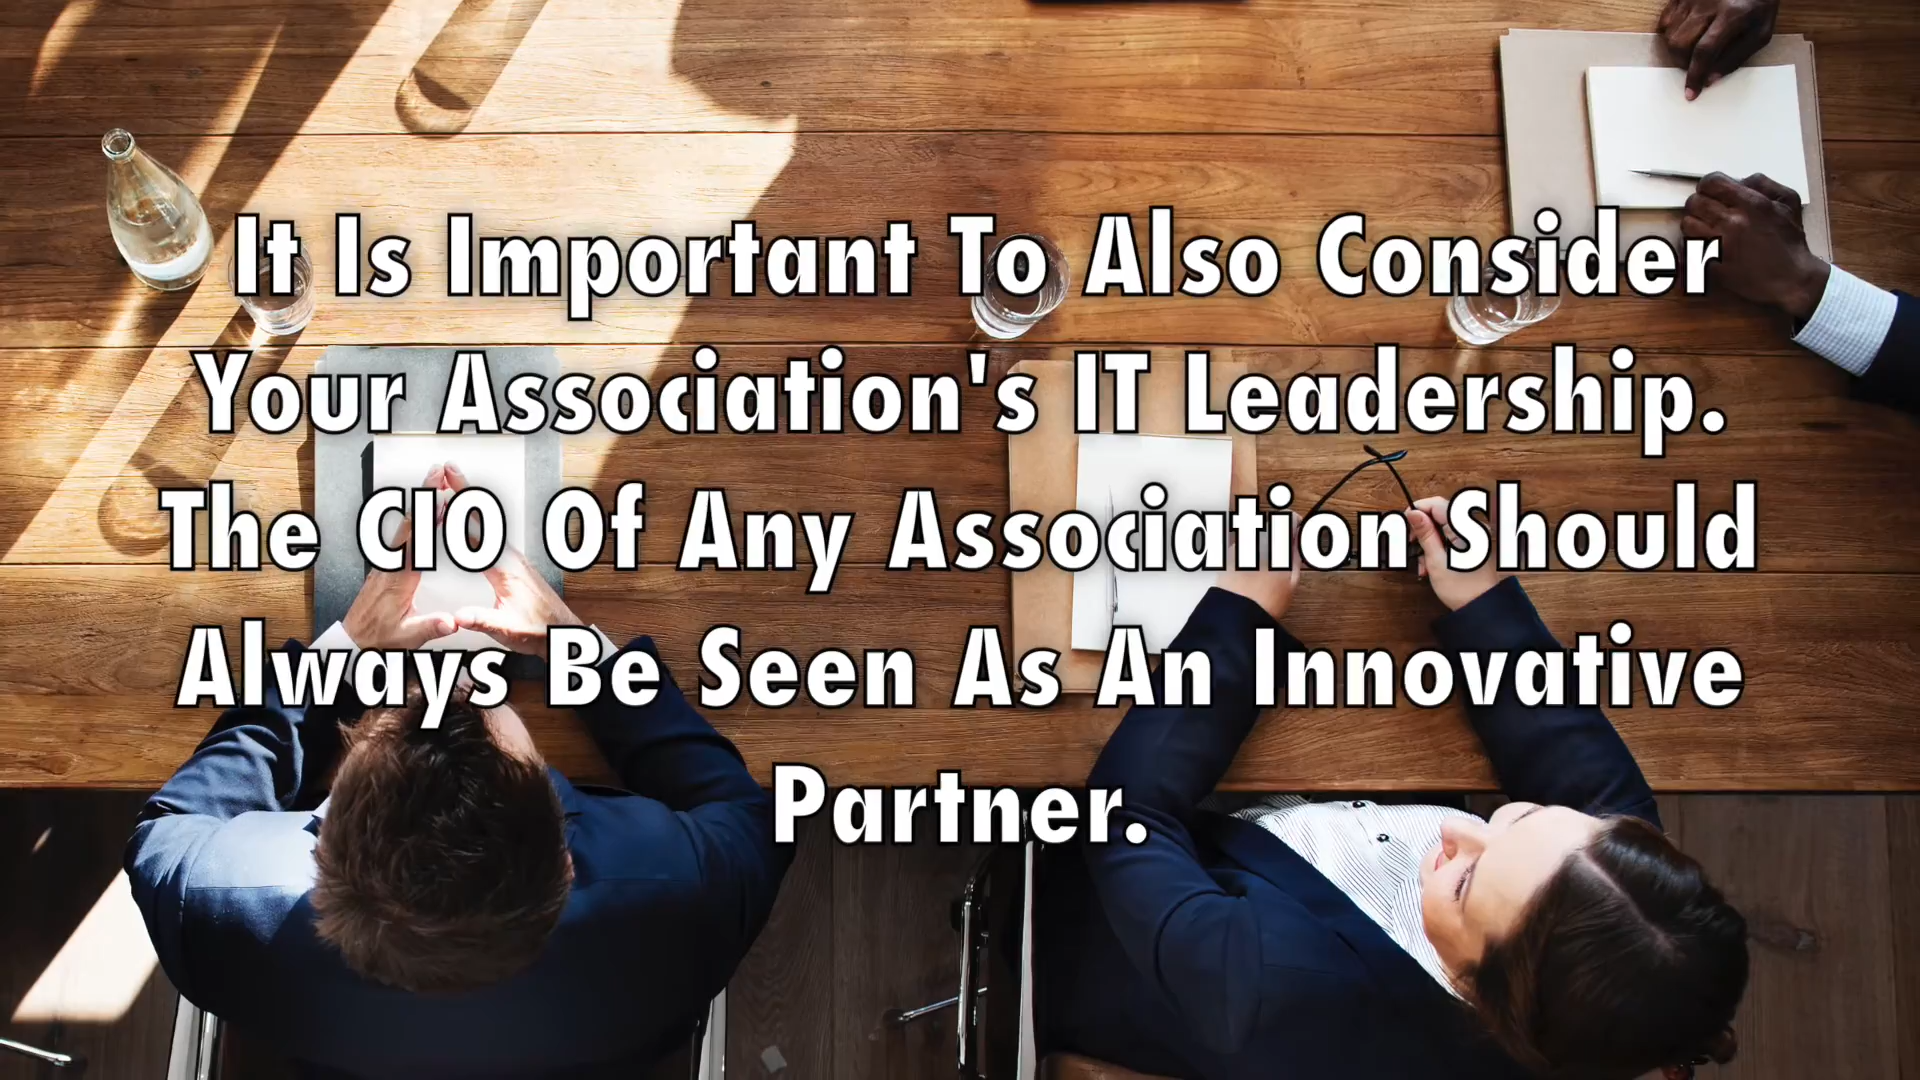 It Is Important To Also Consider
Your Association's IT Leadership.
The CIO Of Any Association Should
Always Be Seen As An Innovative
Partner.